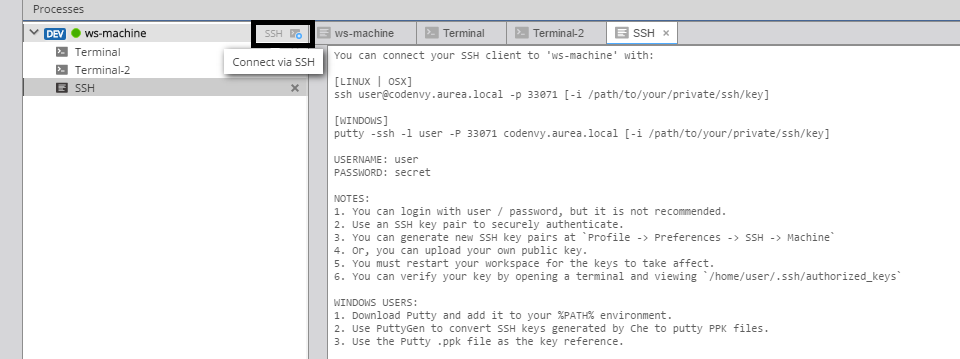 Processes
DEV ws-machine SSH
Terminal
Terminal-2
SSH
Connect via SSH
ws-machine Terminal Terminal-2 SSH
You can connect your SSH client to 'ws-machine' with:
[LINUX | OSX]
ssh user@codenvy.aurea.local -p 33071 [-i /path/to/your/private/ssh/key]
[WINDOWS]
putty -ssh -l user -P 33071 codenvy.aurea.local [-i /path/to/your/private/ssh/key]
USERNAME: user
PASSWORD: secret
NOTES:
1. You can login with user / password, but it is not recommended.
2. Use an SSH key pair to securely authenticate.
3. You can generate new SSH key pairs at `Profile -> Preferences -> SSH -> Machine`
4. Or, you can upload your own public key.
5. You must restart your workspace for the keys to take affect.
6. You can verify your key by opening a terminal and viewing `/home/user/.ssh/authorized_keys`
WINDOWS USERS:
1. Download Putty and add it to your %PATH% environment.
2. Use PuttyGen to convert SSH keys generated by Che to putty PPK files.
3. Use the Putty .ppk file as the key reference.